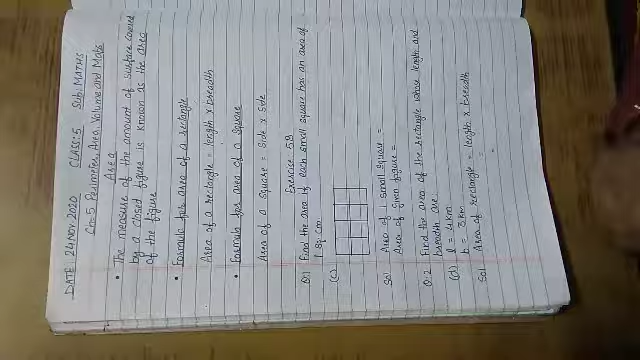 DATE: 24 NOV. 2020 CLASS: 5 Sub: MATHS
Ch-5 Perimeter, Area, Volume and Nets
Area
• The measure of the amount of surface covered
by a closed figure is known as the area
of the figure
• Formula for area of a rectangle
Area of a rectangle = length x breadth
• Formula for area of a square
Area of a square = Side x Side
Exercise 5B
Q:1 Find the area if each small square has an area of
1 sq. cm.
(c)
Sol Area of 1 small square =
Area of given figure =
Q:2 Find the area of the rectangle whose length and
breadth are:
(d) l = 4 km
b = 3 km
Sol Area of rectangle = length x breadth
=